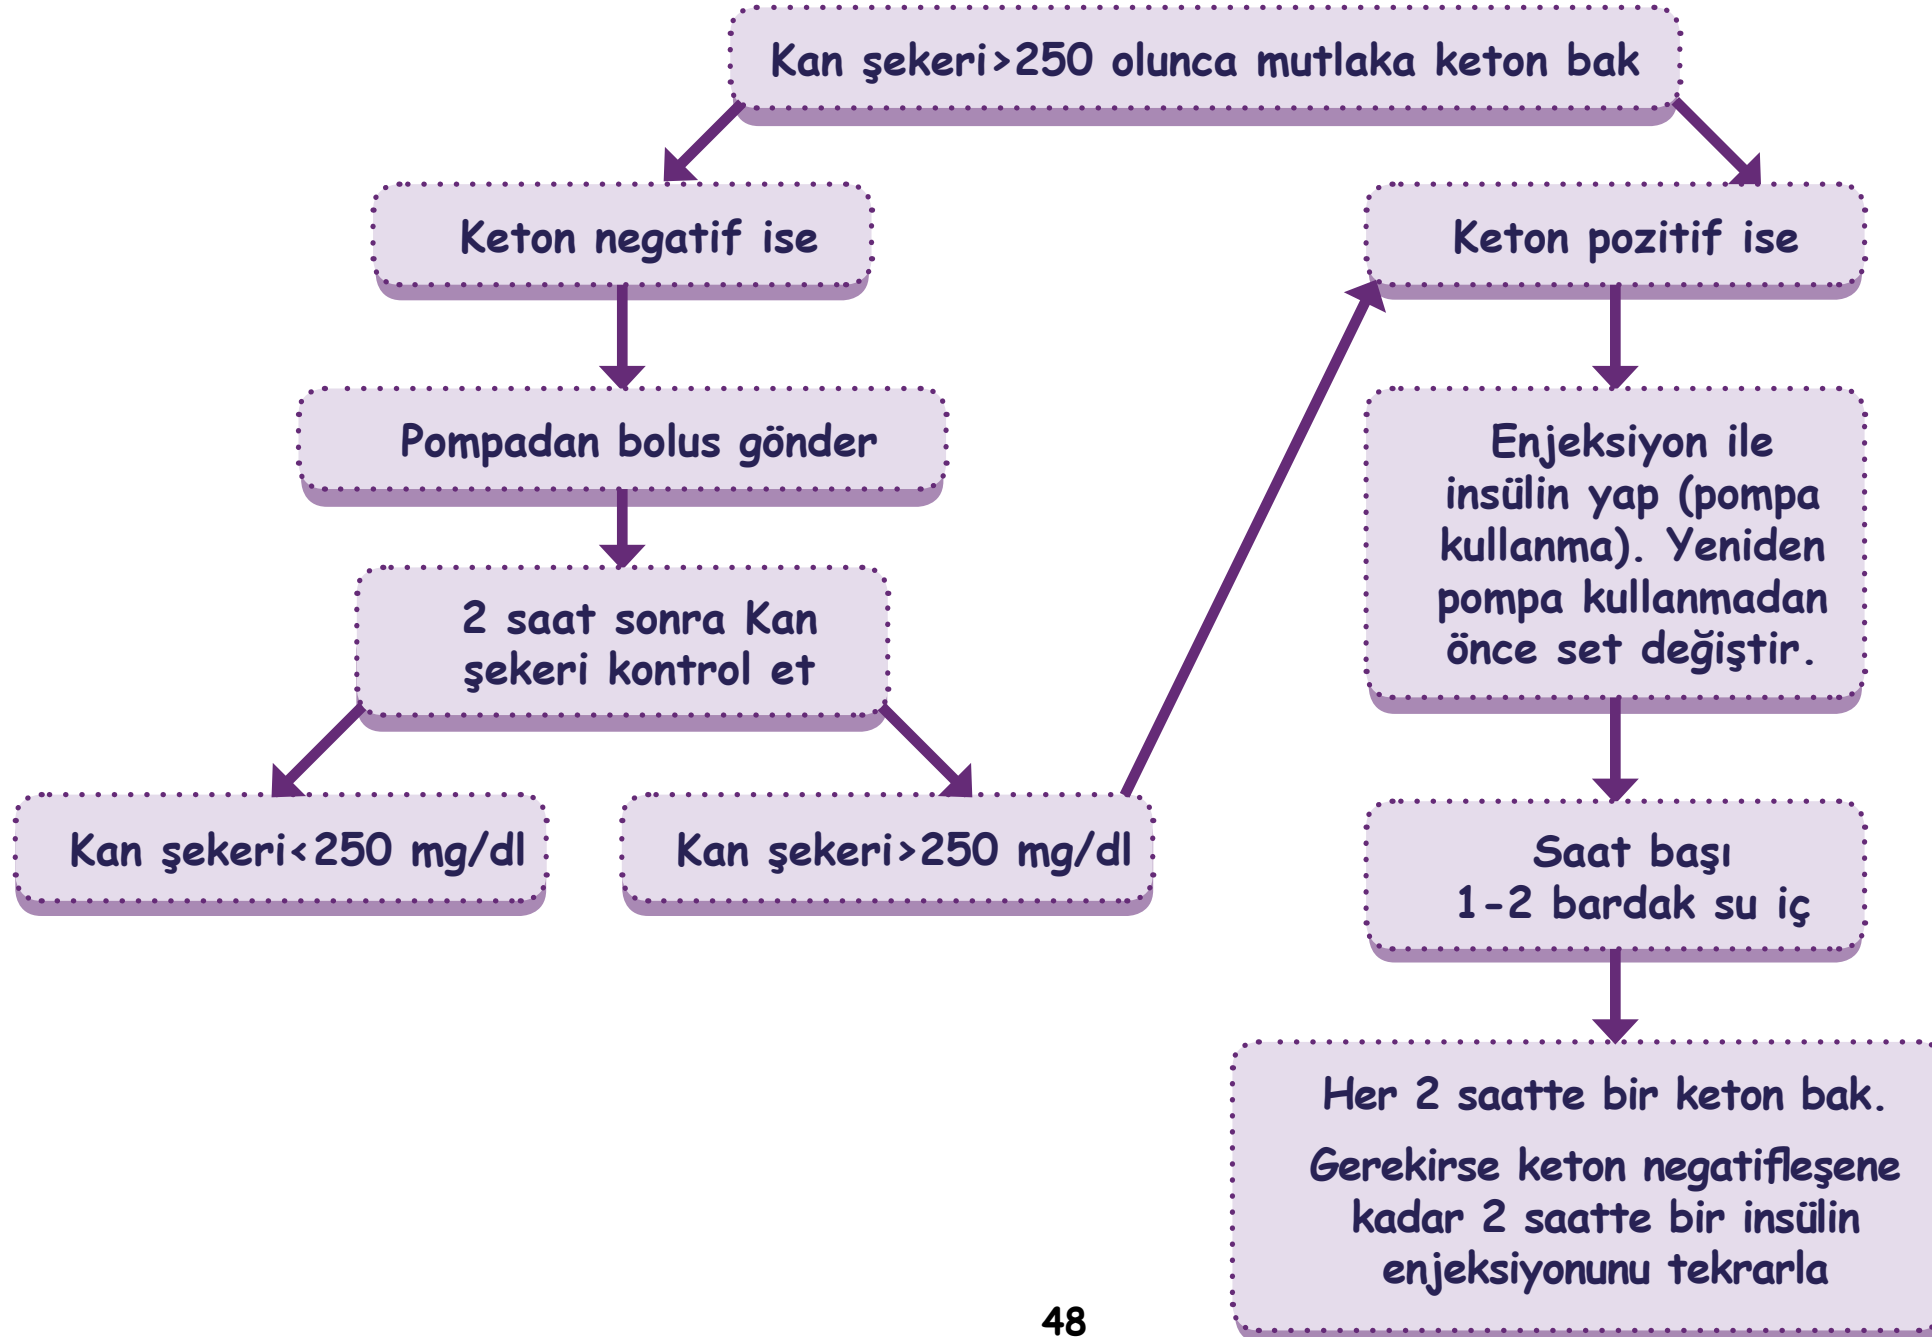 Kan şekeri>250 olunca mutlaka keton bak
Keton negatif ise
Keton pozitif ise
Pompadan bolus gönder
Enjeksiyon ile
insülin yap (pompa
kullanma). Yeniden
pompa kullanmadan
önce set değiştir.
2 saat sonra Kan
şekeri kontrol et
Kan şekeri<250 mg/dl
Kan şekeri>250 mg/dl
Saat başı
1-2 bardak su iç
Her 2 saatte bir keton bak.
Gerekirse keton negatifleşene
kadar 2 saatte bir insülin
enjeksiyonunu tekrarla
48